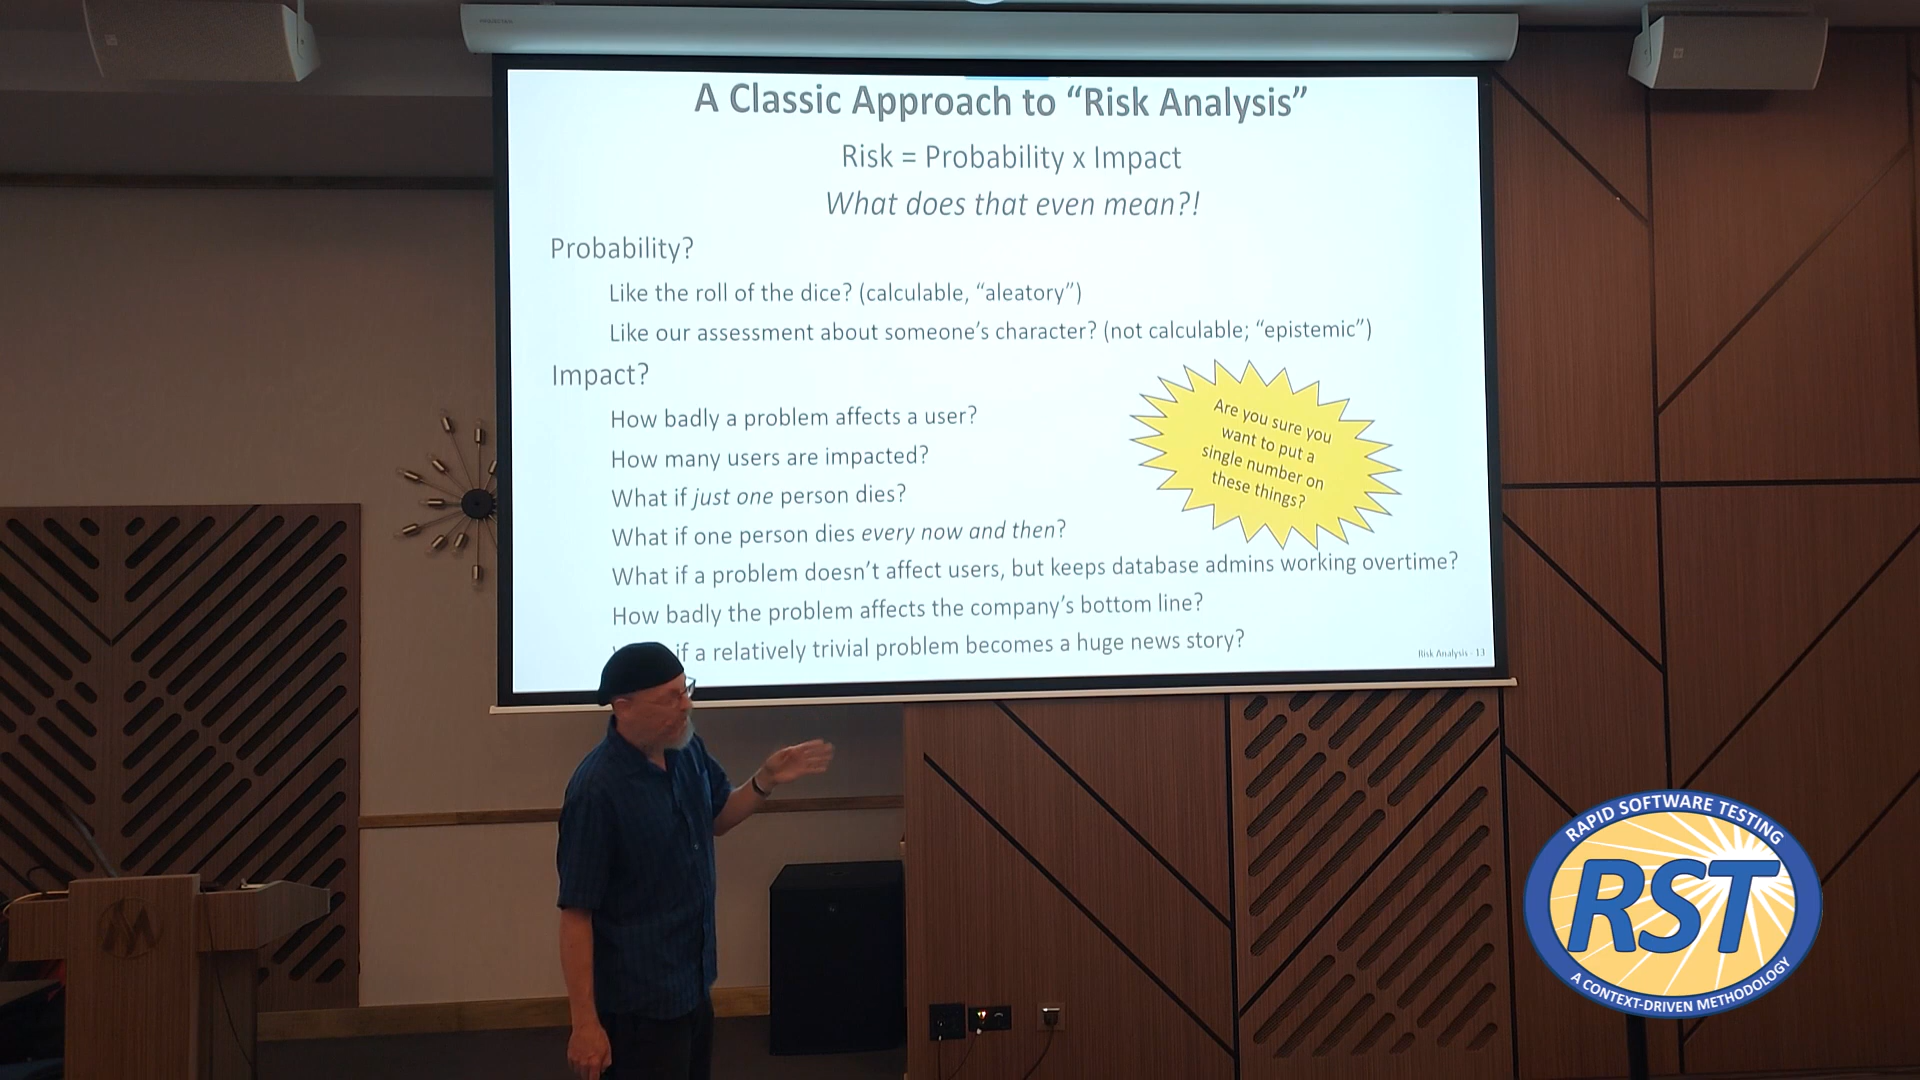 A Classic Approach to “Risk Analysis”
Risk = Probability x Impact
What does that even mean?!
Probability?
Like the roll of the dice? (calculable, “aleatory”)
Like our assessment about someone’s character? (not calculable; “epistemic”)
Impact?
How badly a problem affects a user?
How many users are impacted?
What if just one person dies?
What if one person dies every now and then?
What if a problem doesn’t affect users, but keeps database admins working overtime?
How badly the problem affects the company’s bottom line?
if a relatively trivial problem becomes a huge news story?
Are you sure you
want to put a
single number on
these things?
Risk Analysis - 13
RAPID SOFTWARE TESTING
RST
A CONTEXT-DRIVEN METHODOLOGY